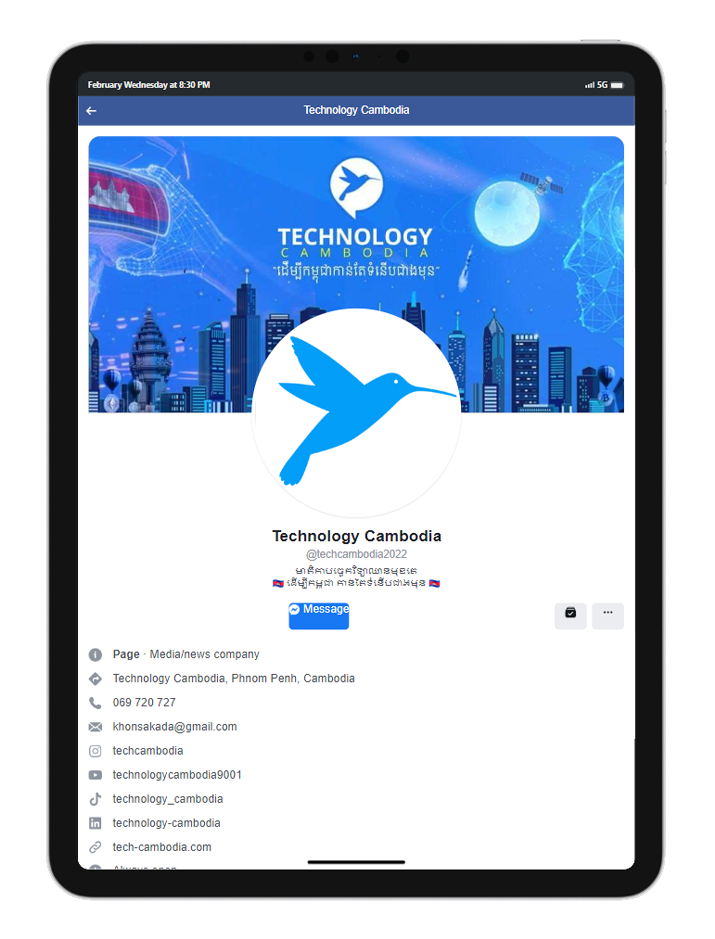 February Wednesday at 8:30 PM
5G
Technology Cambodia
TECHNOLOGY
CAMBODIA
"ដើម្បីកម្ពុជាកាន់តែទំនើបជាងមុន"
Technology Cambodia
@techcambodia2022
មាតិកាបច្ចេកវិទ្យាឈានមុខគេ
🇰🇭 ដើម្បីកម្ពុជា កាន់តែទំនើបជាងមុន 🇰🇭
Message
Page · Media/news company
Technology Cambodia, Phnom Penh, Cambodia
069 720 727
khonsakada@gmail.com
techcambodia
technologycambodia9001
technology_cambodia
technology-cambodia
tech-cambodia.com
Always open